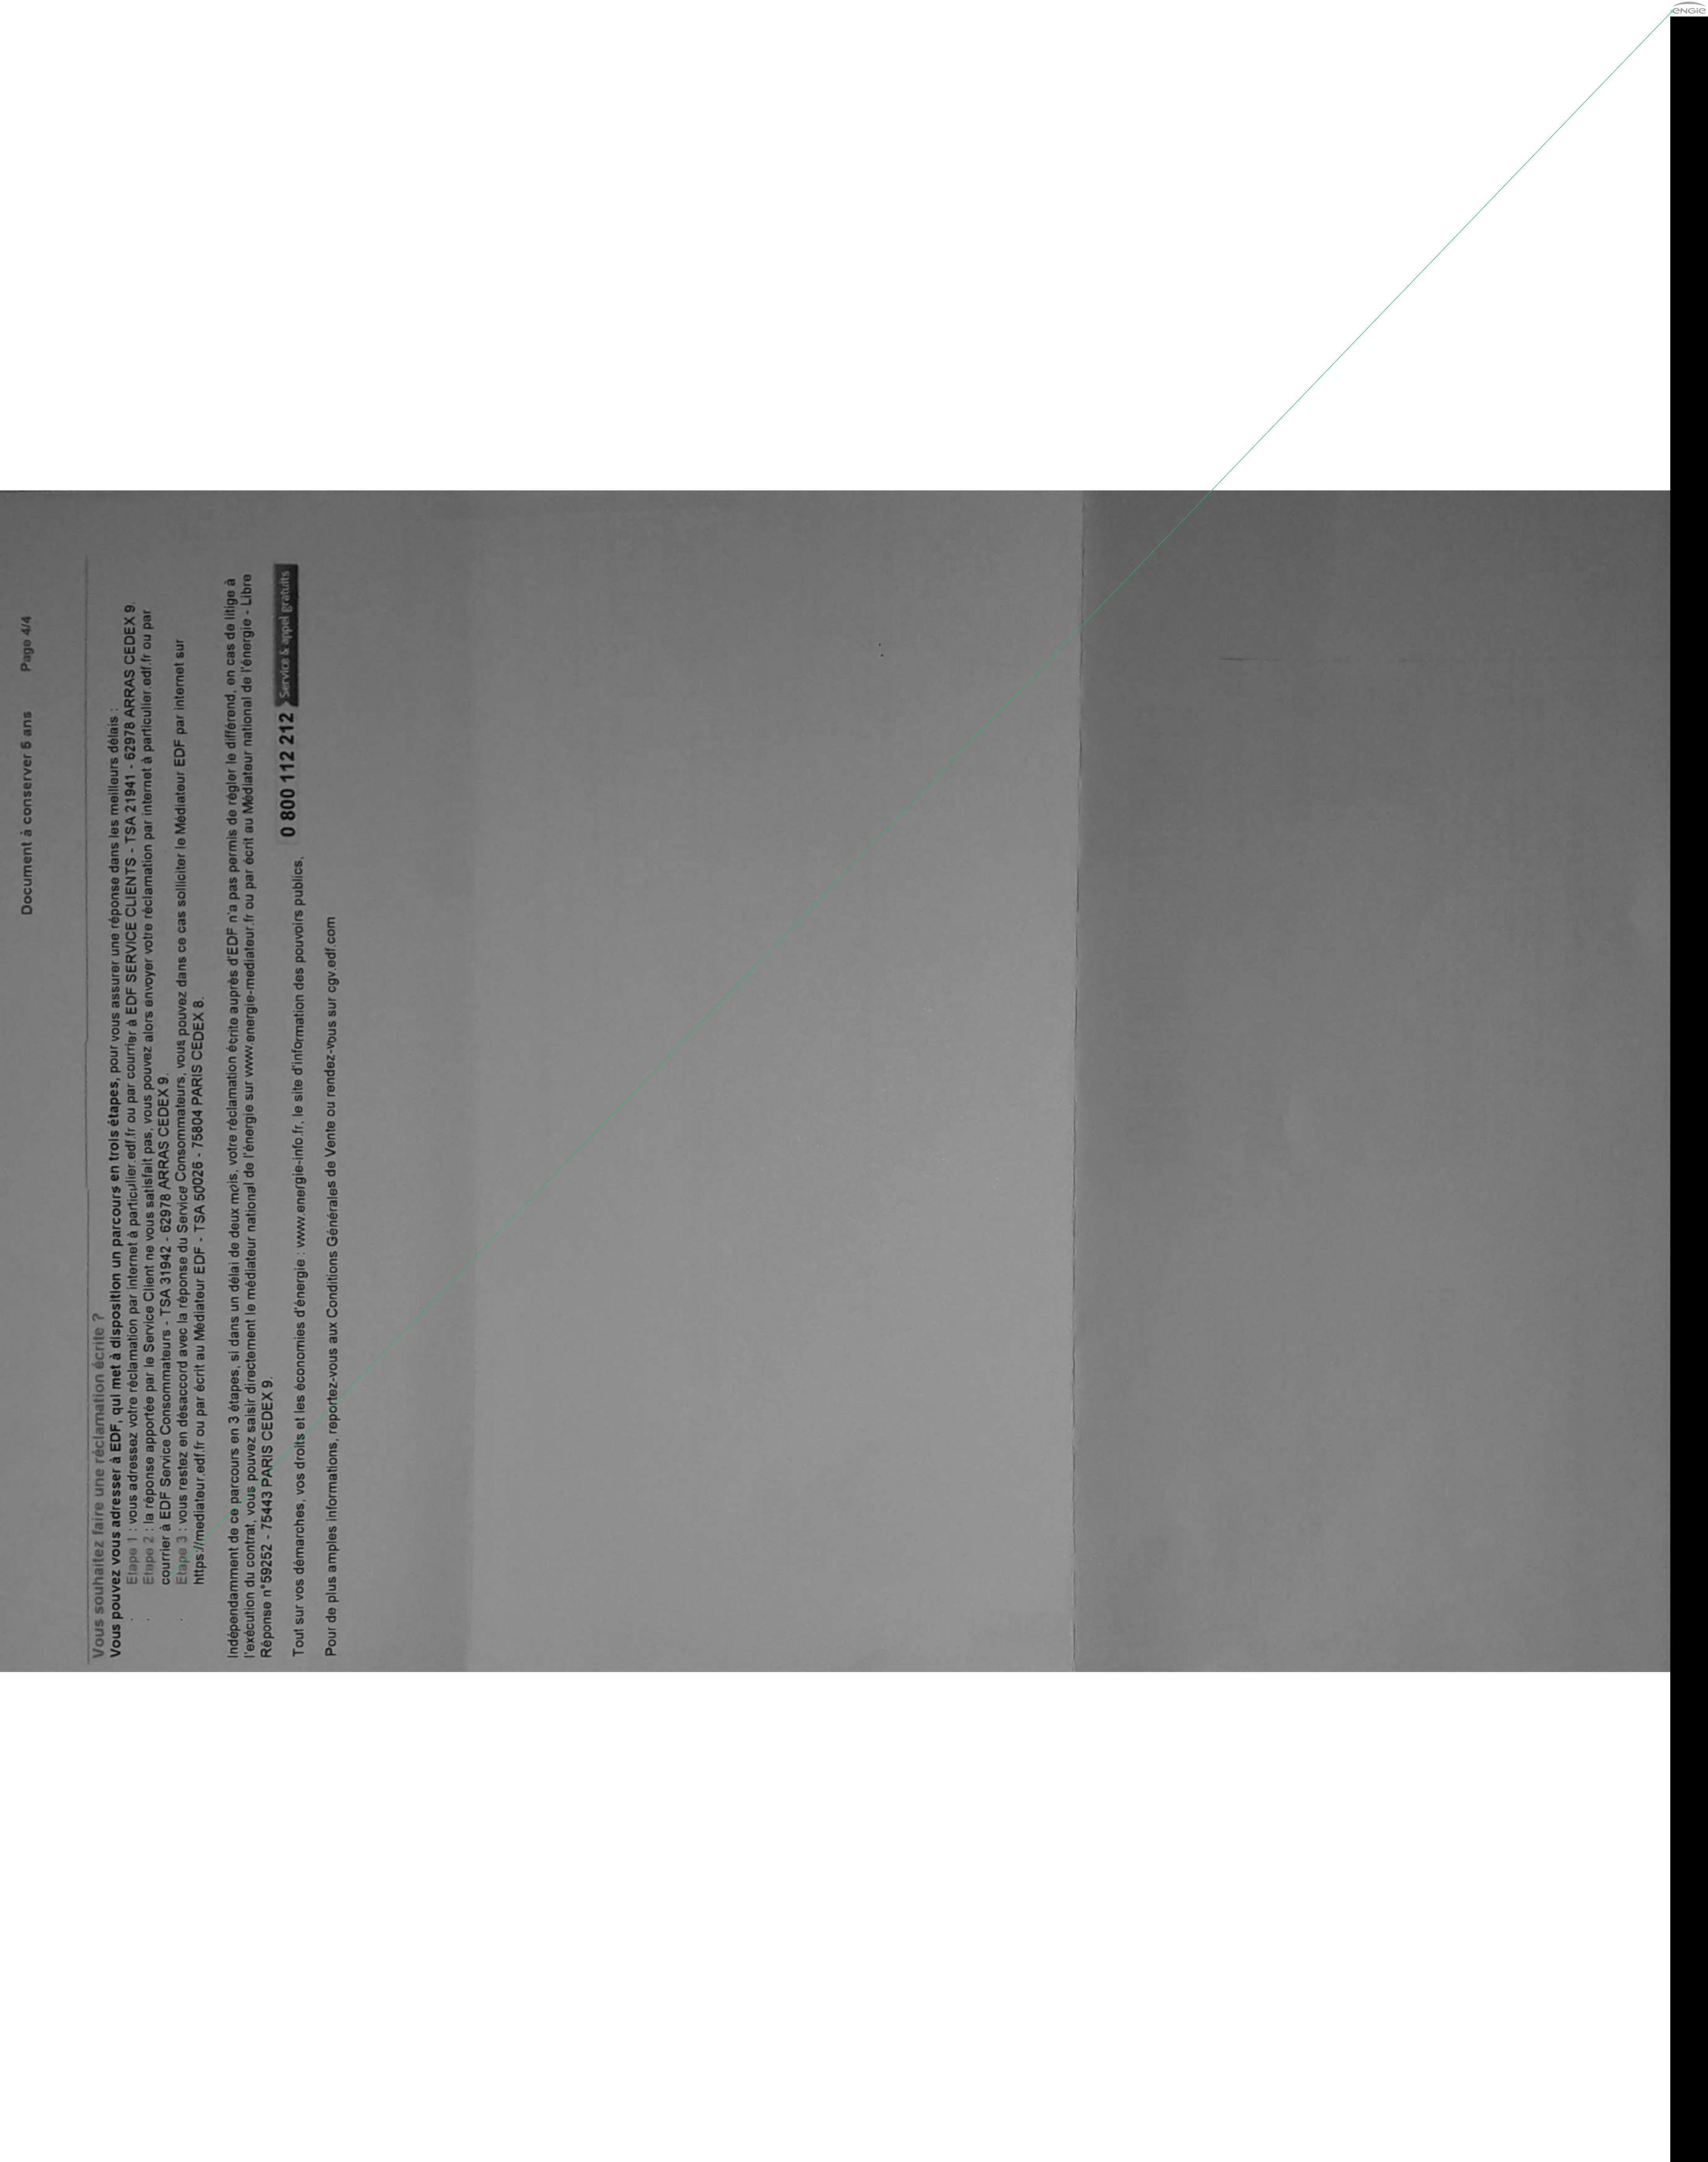 ENGIE
Document à conserver 5 ans Page 4/4
Vous souhaitez faire une réclamation écrite ?
Vous pouvez vous adresser à EDF, qui met à disposition un parcours en trois étapes, pour vous assurer une réponse dans les meilleurs délais :
Etape 1 : vous adressez votre réclamation par internet à particulier.edf.fr ou par courrier à EDF SERVICE CLIENTS - TSA 21941 - 62978 ARRAS CEDEX 9.
Etape 2 : la réponse apportée par le Service Client ne vous satisfait pas, vous pouvez alors envoyer votre réclamation par internet à particulier.edf.fr ou par
courrier à EDF Service Consommateurs - TSA 31942 - 62978 ARRAS CEDEX 9.
Etape 3 : vous restez en désaccord avec la réponse du Service Consommateurs, vous pouvez dans ce cas solliciter le Médiateur EDF par internet sur
https://mediateur.edf.fr ou par écrit au Médiateur EDF - TSA 50026 - 75804 PARIS CEDEX 8.
Indépendamment de ce parcours en 3 étapes, si dans un délai de deux mois, votre réclamation écrite auprès d'EDF n'a pas permis de régler le différend, en cas de litige à
l'exécution du contrat, vous pouvez saisir directement le médiateur national de l'énergie sur www.energie-mediateur.fr ou par écrit au Médiateur national de l'énergie - Libre
Réponse n°59252 - 75443 PARIS CEDEX 9.
Tout sur vos démarches, vos droits et les économies d'énergie : www.energie-info.fr, le site d'information des pouvoirs publics, 0 800 112 212 Service & appel gratuits
Pour de plus amples informations, reportez-vous aux Conditions Générales de Vente ou rendez-vous sur cgv.edf.com